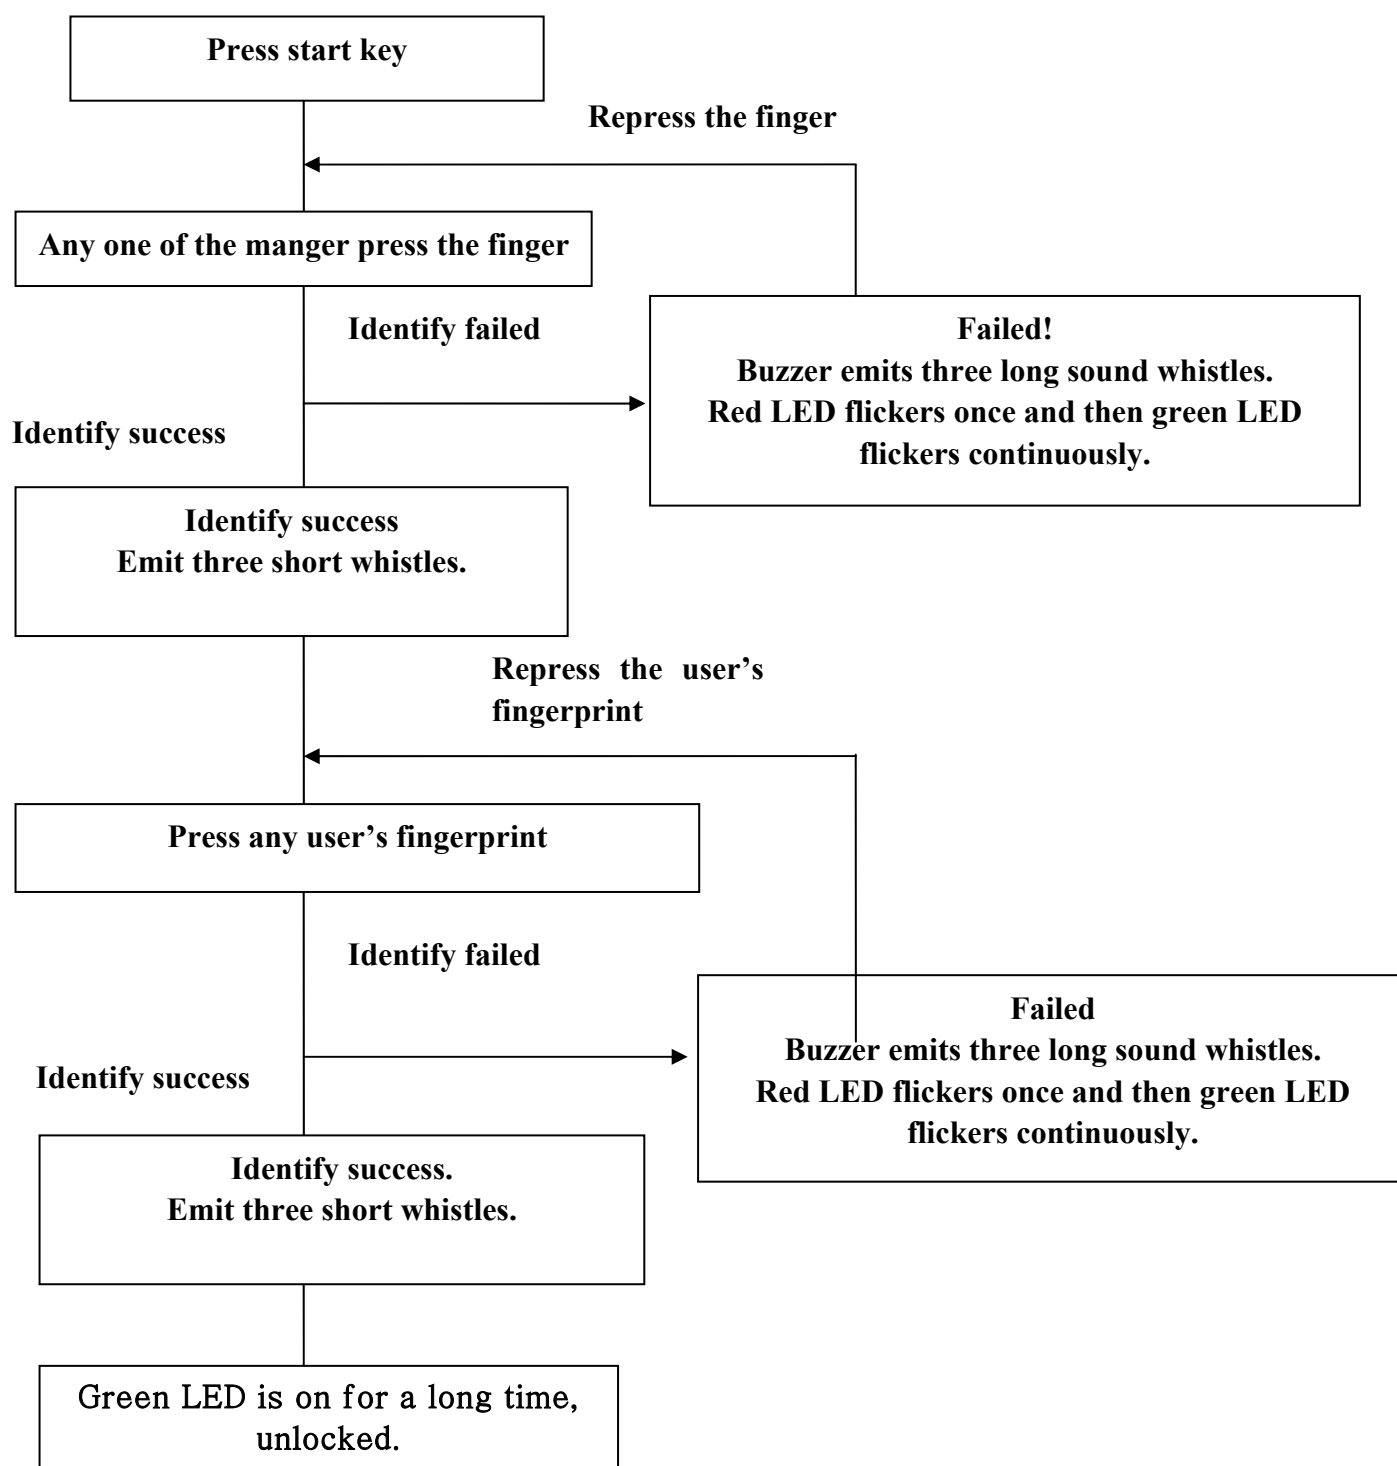 Press start key
Repress the finger
Any one of the manger press the finger
Identify failed
Failed!
Buzzer emits three long sound whistles.
Red LED flickers once and then green LED
flickers continuously.
Identify success
Identify success
Emit three short whistles.
Repress the user’s
fingerprint
Press any user’s fingerprint
Identify failed
Failed
Buzzer emits three long sound whistles.
Red LED flickers once and then green LED
flickers continuously.
Identify success
Identify success.
Emit three short whistles.
Green LED is on for a long time,
unlocked.